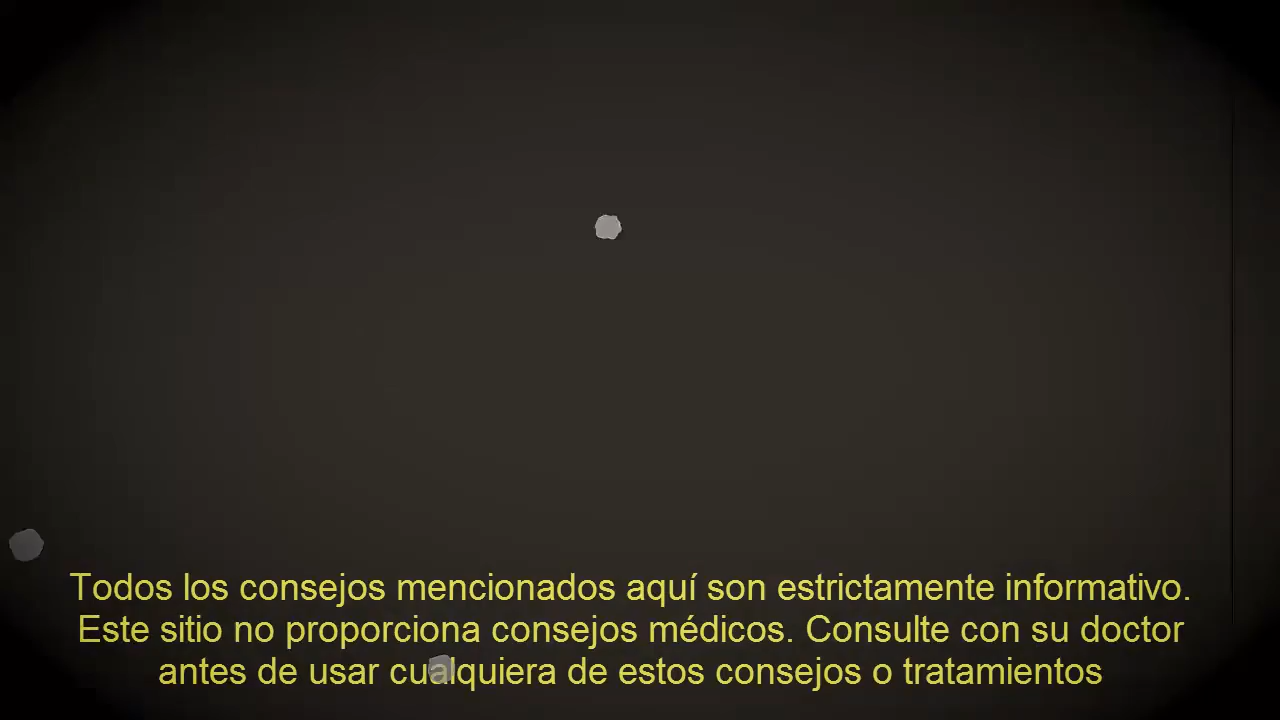 Todos los consejos mencionados aquí son estrictamente informativo.
Este sitio no proporciona consejos médicos. Consulte con su doctor
antes de usar cualquiera de estos consejos o tratamientos